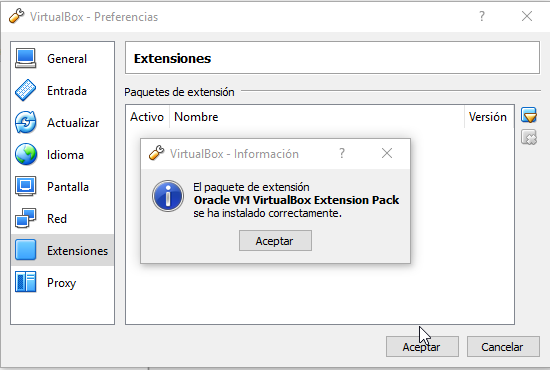 VirtualBox - Preferencias
General
Entrada
Actualizar
Idioma
Pantalla
Red
Extensiones
Proxy
Extensiones
Paquetes de extensión
Activo Nombre Versión
VirtualBox - Información
El paquete de extensión
Oracle VM VirtualBox Extension Pack
se ha instalado correctamente.
Aceptar
Aceptar Cancelar